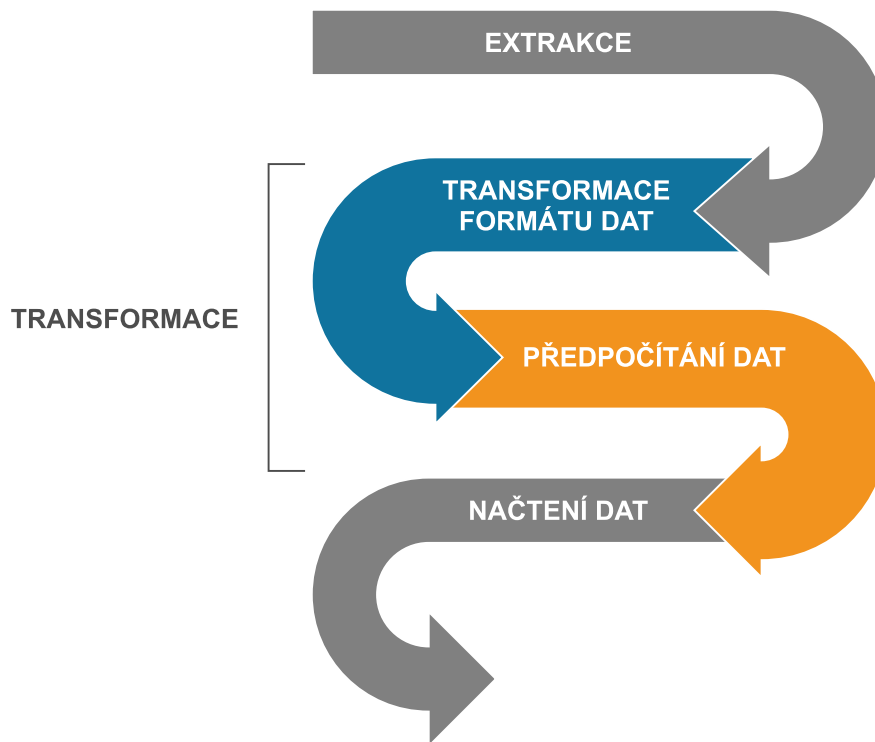 EXTRAKCE
TRANSFORMACE
FORMÁTU DAT
TRANSFORMACE
PŘEDPOČÍTÁNÍ DAT
NAČTENÍ DAT